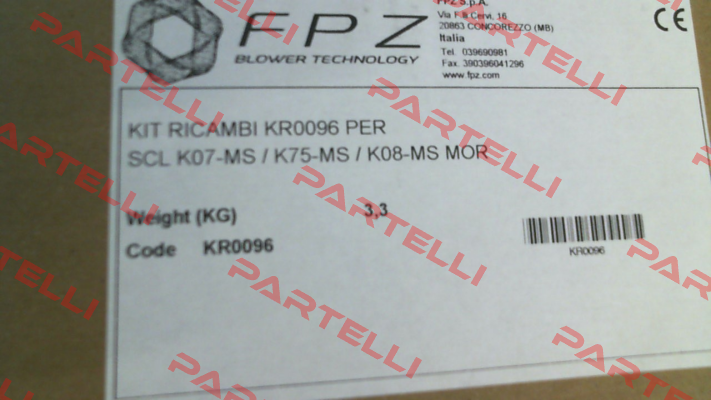 FPZ
BLOWER TECHNOLOGY
FPZ S.p.A.
Via F.lli Cervi, 16
20863 CONCOREZZO (MB)
Italia
Tel. 039690981
Fax. 390396041296
www.fpz.com
CE
KIT RICAMBI KR0096 PER
SCL K07-MS / K75-MS / K08-MS MOR
Weight (KG) 3,3
Code KR0096
KR0096
PARTELLI
PARTELLI
PARTELLI
PARTELLI
PARTELLI
PARTELLI
PARTELLI